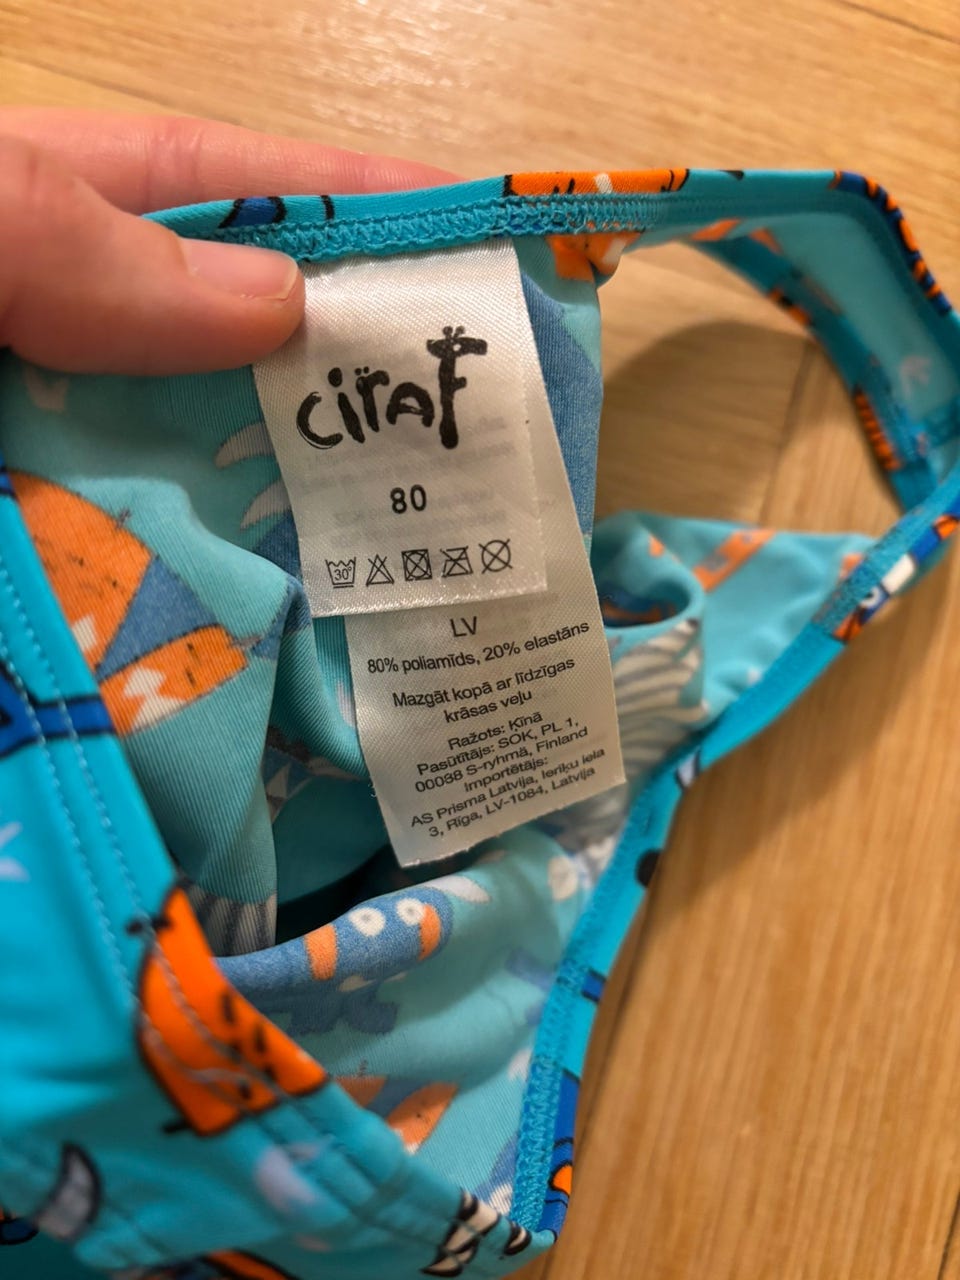 ciraF
80
30°
LV
80% poliamīds, 20% elastāns
Mazgāt kopā ar līdzīgas
krāsas veļu
Ražots: Ķīnā
Pasūtītājs: SOK, PL 1,
00038 S-ryhmä, Finland
Importētājs:
AS Prisma Latvija, Ieriķu iela
3, Rīga, LV-1084, Latvija